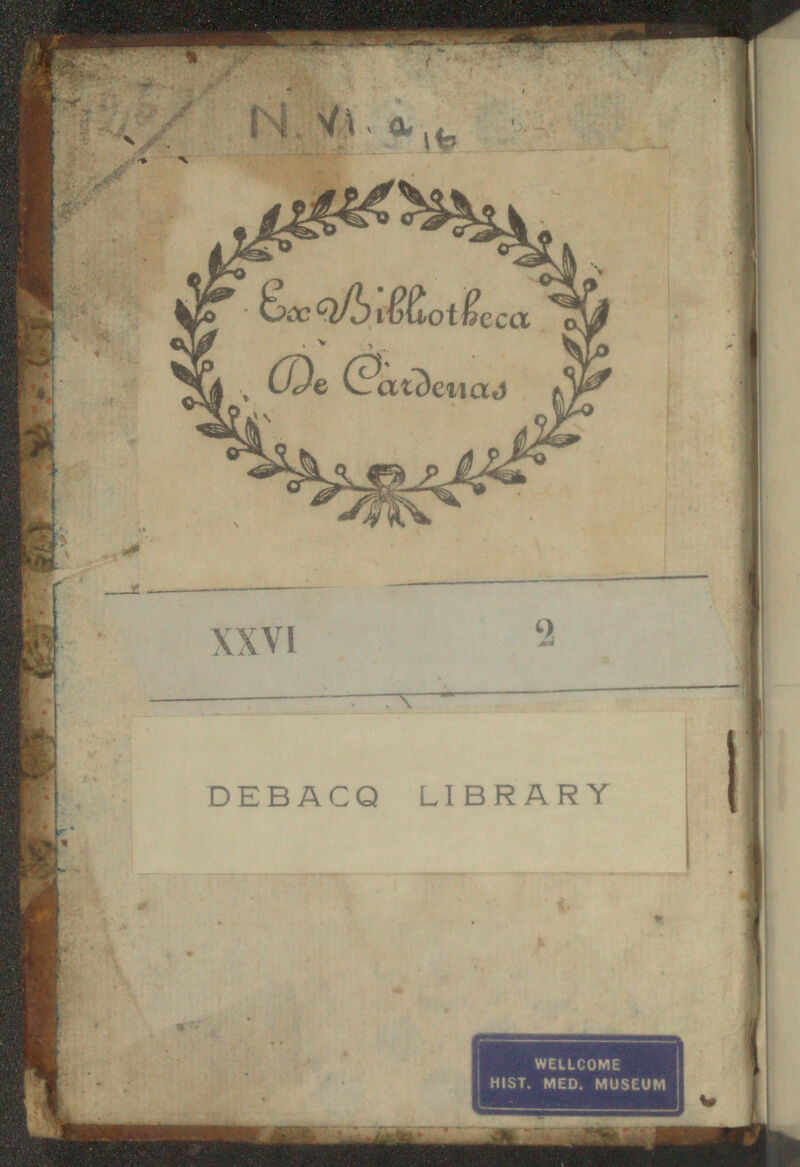 N. VI. a 16
Ex Bibliotheca
De Cardenas
XXVI 2
DEBACQ LIBRARY
WELLCOME
HIST. MED. MUSEUM